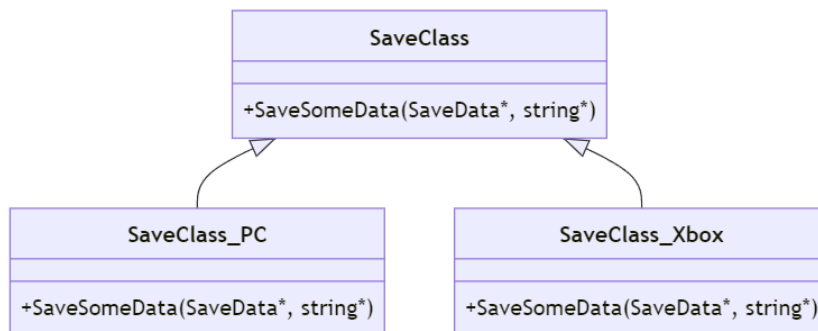 SaveClass
+SaveSomeData(SaveData*, string*)
SaveClass_PC
+SaveSomeData(SaveData*, string*)
SaveClass_Xbox
+SaveSomeData(SaveData*, string*)